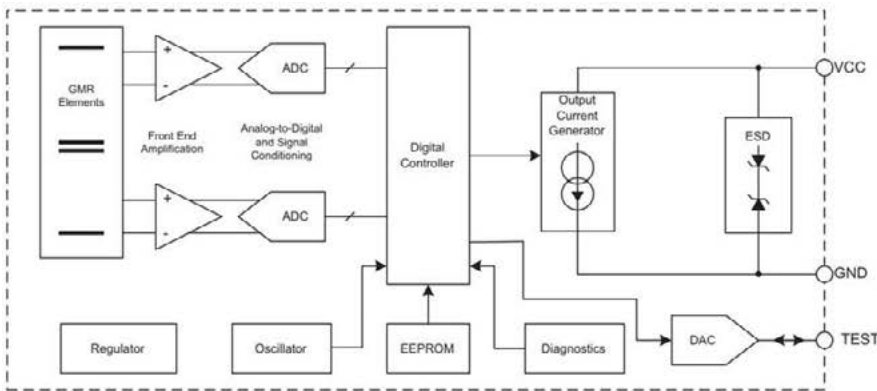 GMR
Elements
+
-
ADC
Front End
Amplification
Analog-to-Digital
and Signal
Conditioning
+
-
ADC
Digital
Controller
Output
Current
Generator
ESD
VCC
GND
Regulator
Oscillator
EEPROM
Diagnostics
DAC
TEST